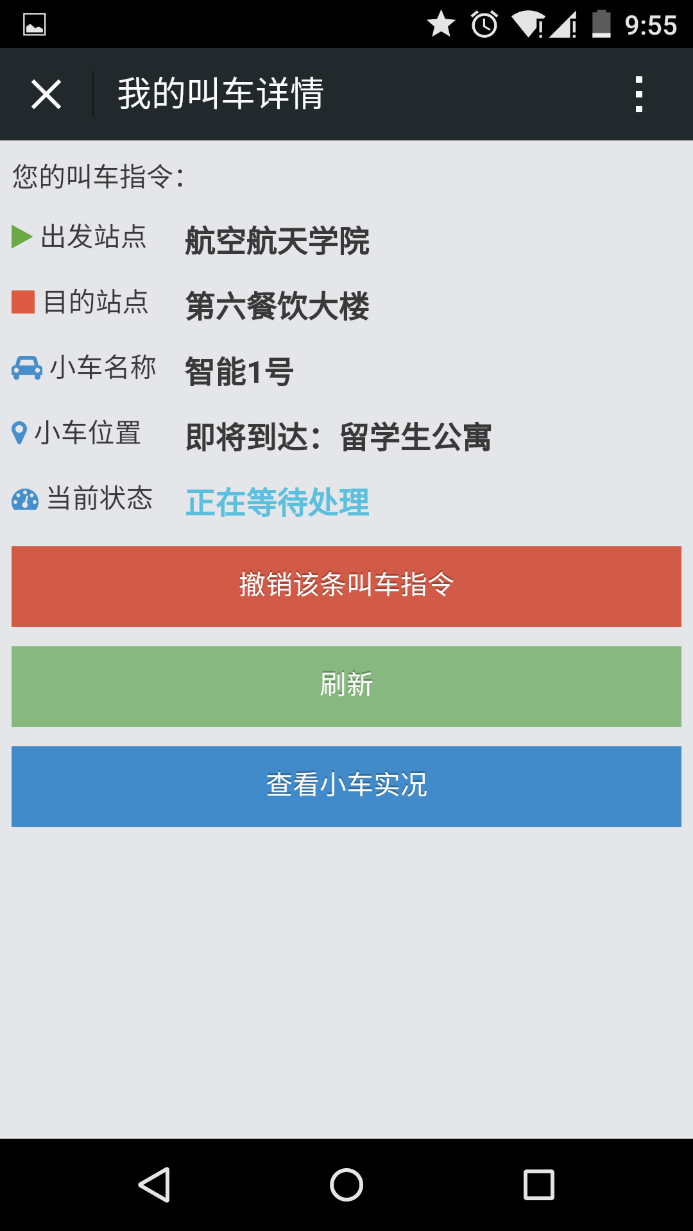 9:55
我的叫车详情
您的叫车指令：
出发站点 航空航天学院
目的站点 第六餐饮大楼
小车名称 智能1号
小车位置 即将到达：留学生公寓
当前状态 正在等待处理
撤销该条叫车指令
刷新
查看小车实况